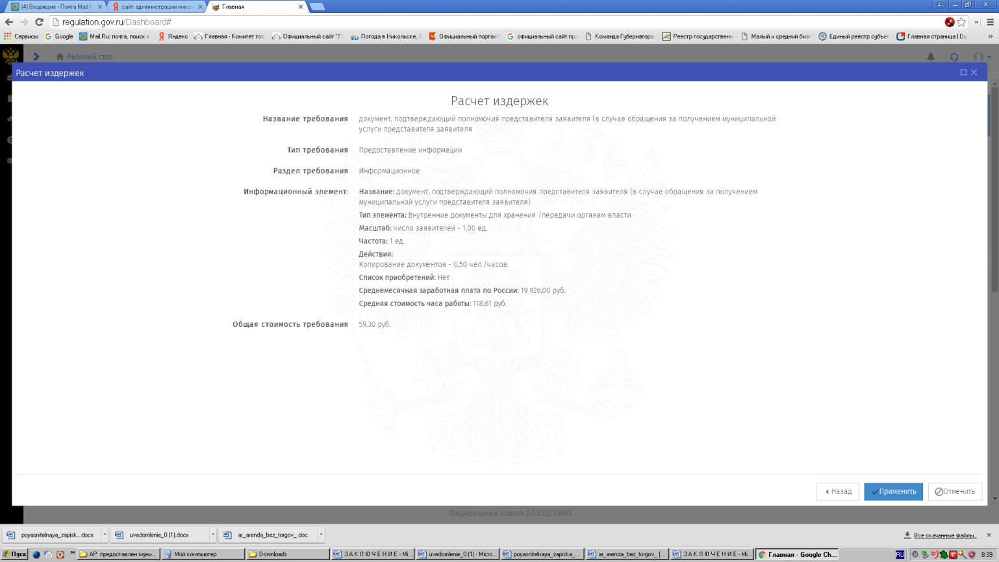 (4) Входящие - Почта Mail.R
сайт администрации нико
Главная
regulation.gov.ru/Dashboard#
Сервисы Google Mail.Ru: почта, поиск в Яндекс Главная - Комитет гос Официальный сайт "Г Погода в Никольске, Официальный портал официальный сайт пра Команда Губернатора Реестр государственн Малый и средний бизн Единый реестр субъек Главная страница | Оц
Рабочий стол
Расчет издержек
Расчет издержек
Название требования документ, подтверждающий полномочия представителя заявителя (в случае обращения за получением муниципальной
услуги представителя заявителя
Тип требования Предоставление информации
Раздел требования Информационное
Информационный элемент: Название: документ, подтверждающий полномочия представителя заявителя (в случае обращения за получением
муниципальной услуги представителя заявителя)
Тип элемента: Внутренние документы для хранения /передачи органам власти
Масштаб: число заявителей - 1,00 ед.
Частота: 1 ед.
Действия:
Копирование документов - 0,50 чел./часов.
Список приобретений: Нет
Среднемесячная заработная плата по России: 19 926,00 руб.
Средняя стоимость часа работы: 118,61 руб.
Общая стоимость требования 59,30 руб.
Назад Применить Отменить
Федеральный портал 0.3.6332.33993
poyasnitelnaya_zapisk....docx uvedomlenie_0 (1).docx ar_arenda_bez_torgov_.doc Все скачанные файлы...
Пуск АР предоставлен муни... Мой компьютер Downloads З А К Л Ю Ч Е Н И Е - Mi... uvedomlenie_0 (1) - Micro... poyasnitelnaya_zapiska_... ar_arenda_bez_torgov_ [... З А К Л Ю Ч Е Н И Е - Mi... Главная - Google Ch... RU 8:39